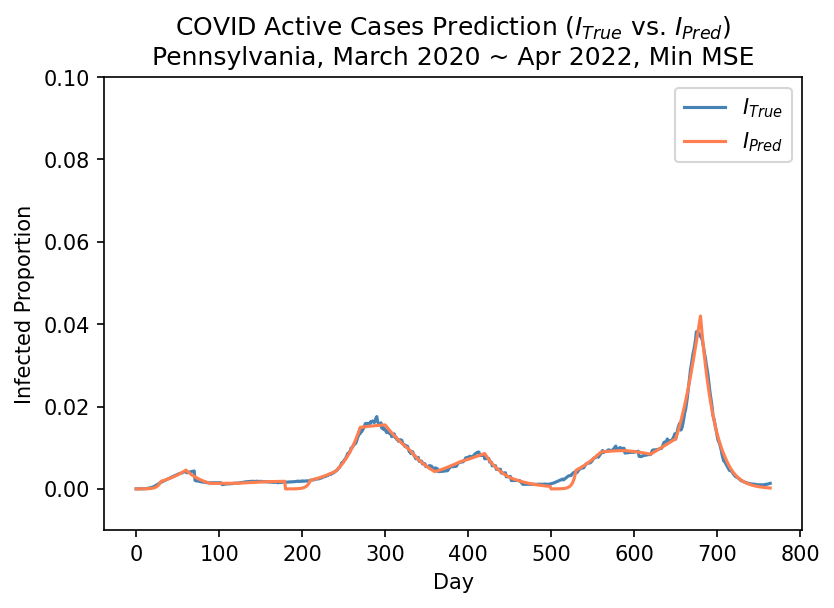 COVID Active Cases Prediction (I_True vs. I_Pred)
Pennsylvania, March 2020 ~ Apr 2022, Min MSE
I_True
I_Pred
Infected Proportion
0.10
0.08
0.06
0.04
0.02
0.00
0 100 200 300 400 500 600 700 800
Day